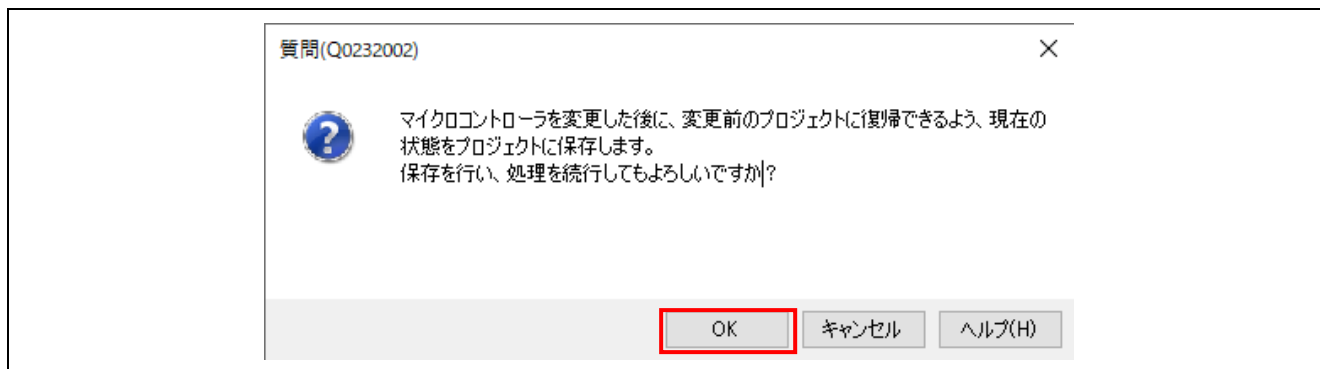 質問(Q0232002)
マイクロコントローラを変更した後に、変更前のプロジェクトに復帰できるよう、現在の
状態をプロジェクトに保存します。
保存を行い、処理を続行してもよろしいですか?
OK
キャンセル
ヘルプ(H)